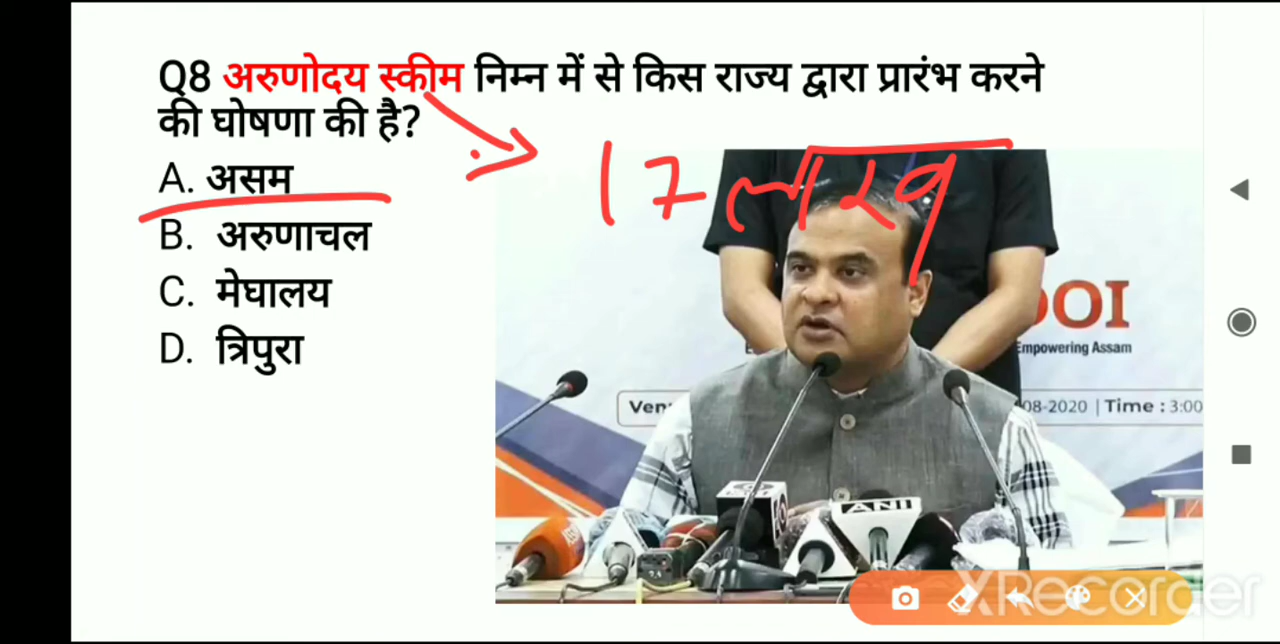 Q8 अरुणोदय स्कीम निम्न में से किस राज्य द्वारा प्रारंभ करने
की घोषणा की है?
17 लाख
A. असम
B. अरुणाचल
C. मेघालय
D. त्रिपुरा
OOI
Empowering Assam
08-2020 | Time : 3:00
ANI
XRecorder